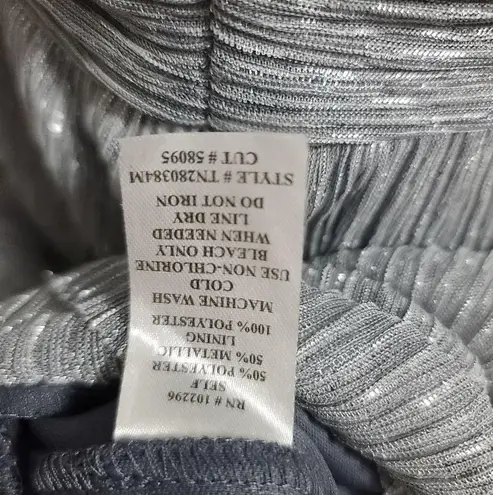 RN # 102296
SELF
50% POLYESTER
50% METALLIC
LINING
100% POLYESTER
MACHINE WASH
COLD
USE NON-CHLORINE
BLEACH ONLY
WHEN NEEDED
LINE DRY
DO NOT IRON
STYLE # TN280384M
CUT # 58095